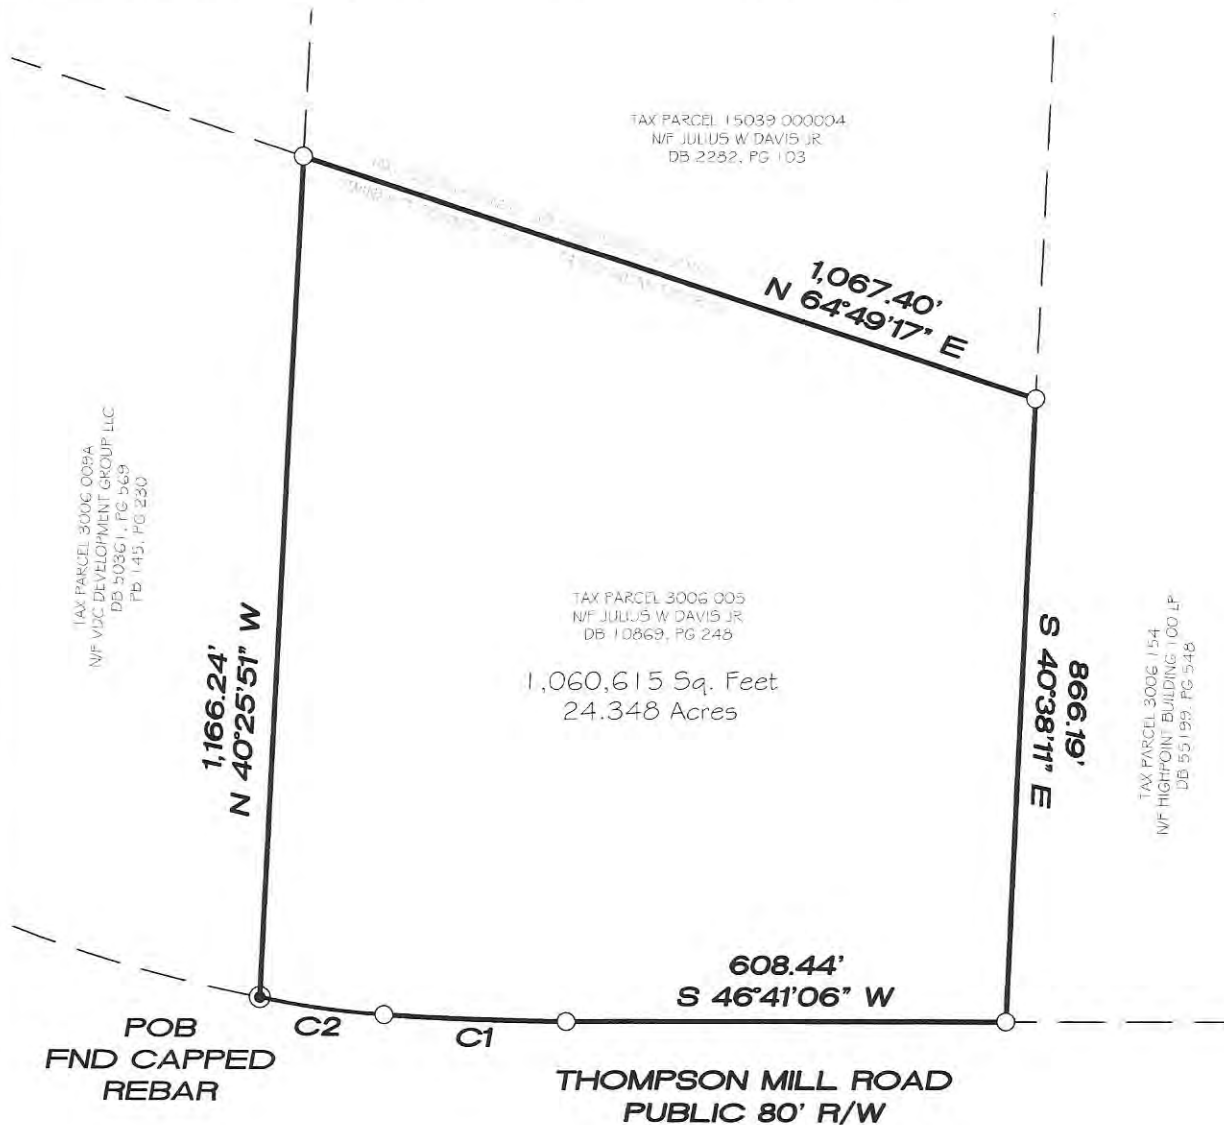 TAX PARCEL 15039 000004
N/F JULIUS W DAVIS JR
DB 2282, PG 103
1,067.40'
N 64°49'17" E
TAX PARCEL 3006 009A
N/F VDC DEVELOPMENT GROUP LLC
DB 50361, PG 569
PB 145, PG 230
1,166.24'
N 40°25'51" W
TAX PARCEL 3006 005
N/F JULIUS W DAVIS JR
DB 10869, PG 248
1,060,615 Sq. Feet
24.348 Acres
866.19'
S 40°38'11" E
TAX PARCEL 3006 154
N/F HIGHPOINT BUILDING 100 LP
DB 55199, PG 548
608.44'
S 46°41'06" W
C2
C1
POB
FND CAPPED
REBAR
THOMPSON MILL ROAD
PUBLIC 80' R/W